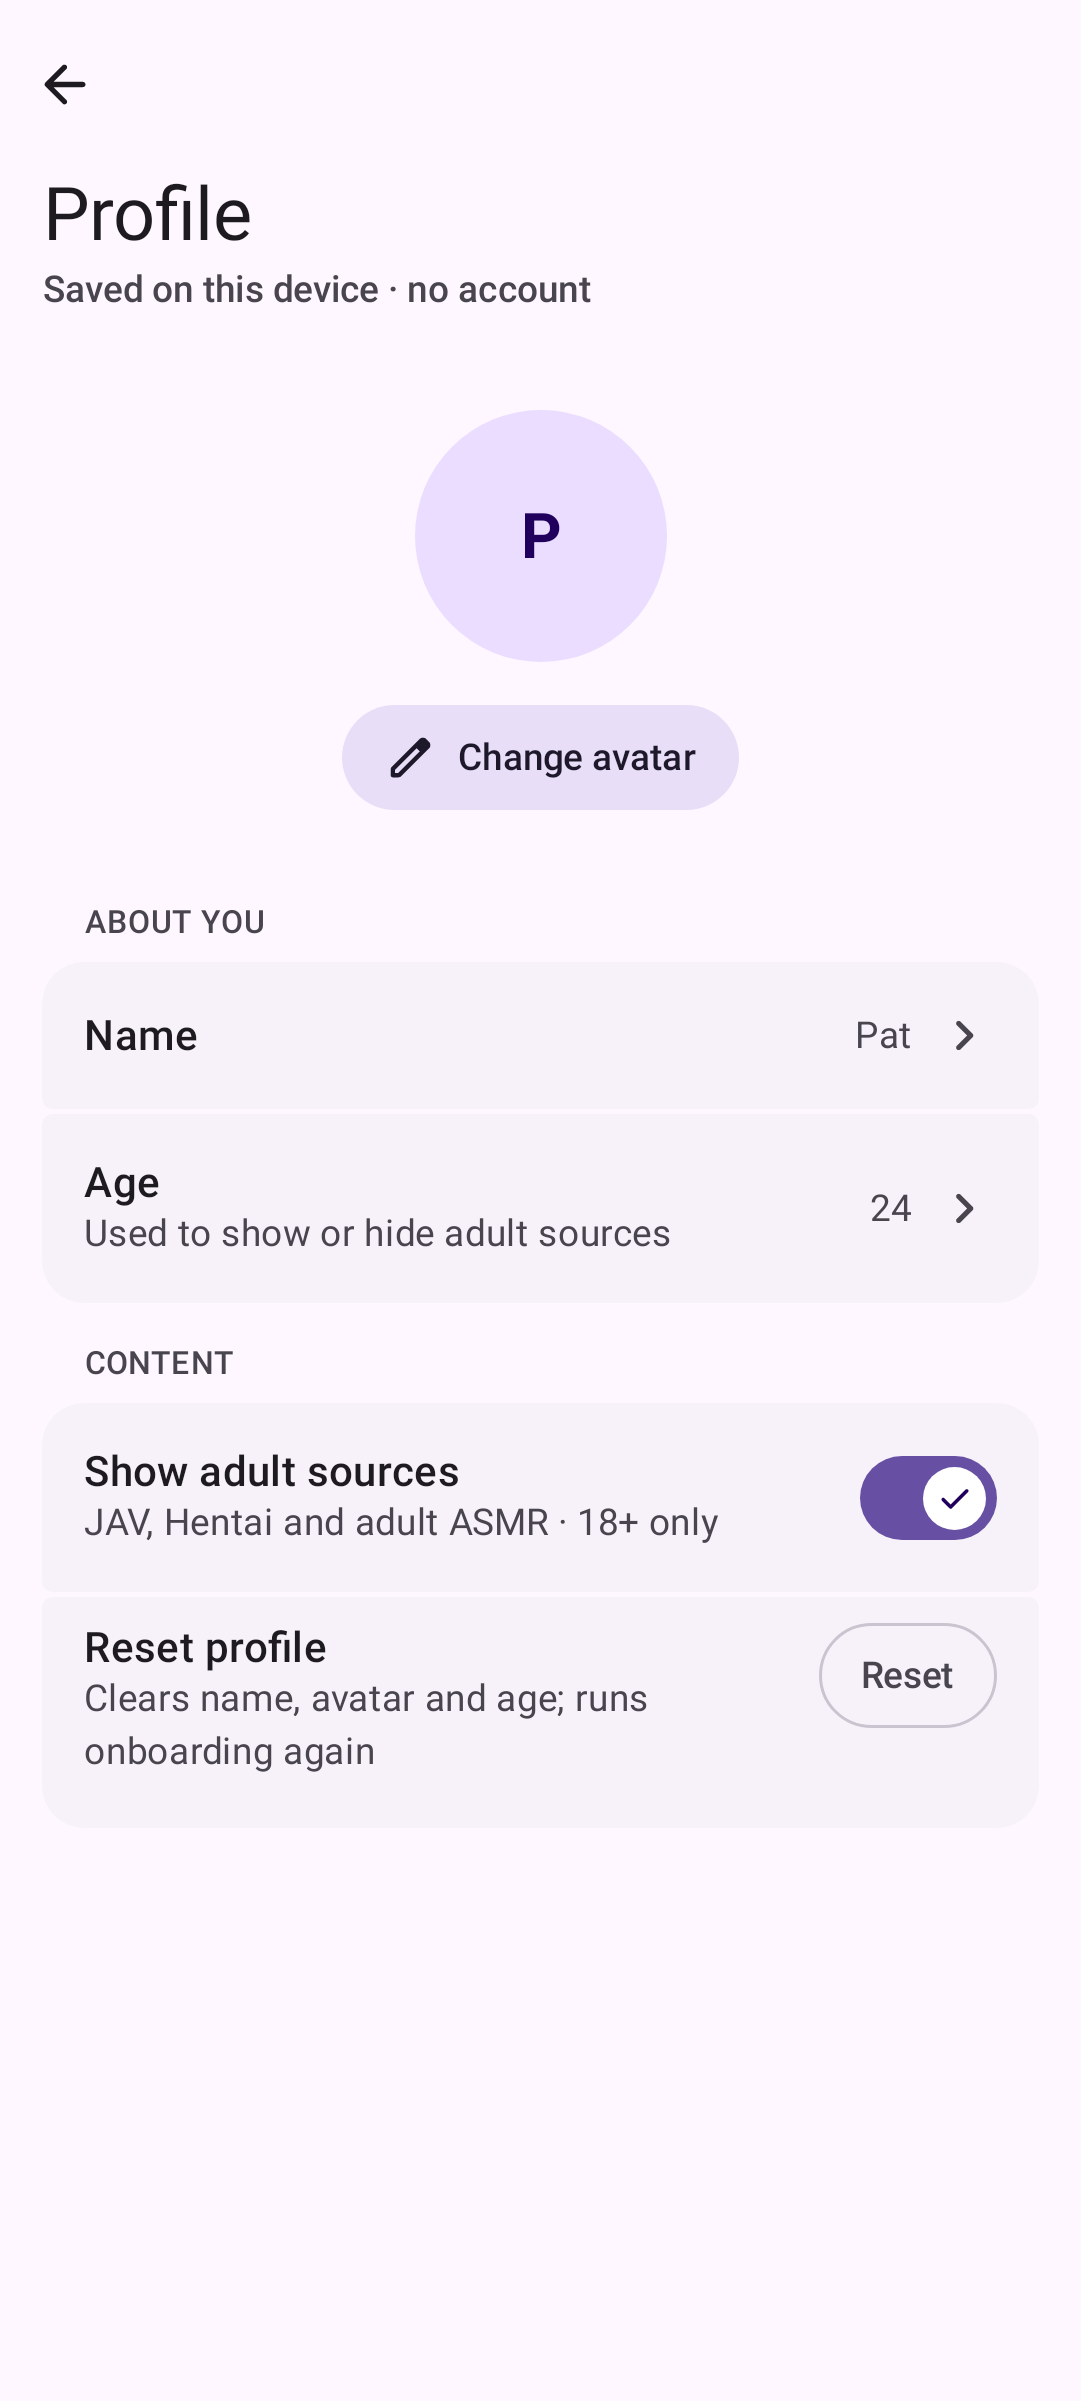 Profile
Saved on this device · no account
P
Change avatar
ABOUT YOU
Name
Pat
Age
Used to show or hide adult sources
24
CONTENT
Show adult sources
JAV, Hentai and adult ASMR · 18+ only
Reset profile
Clears name, avatar and age; runs
onboarding again
Reset